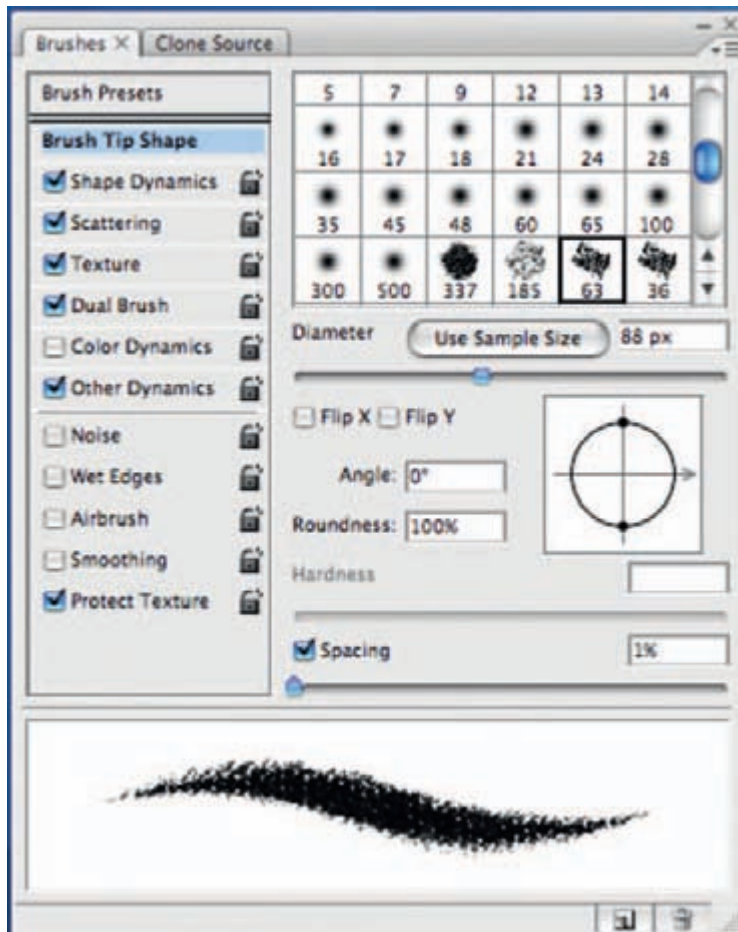 Brushes × Clone Source
Brush Presets
Brush Tip Shape
Shape Dynamics
Scattering
Texture
Dual Brush
Color Dynamics
Other Dynamics
Noise
Wet Edges
Airbrush
Smoothing
Protect Texture
5 7 9 12 13 14
16 17 18 21 24 28
35 45 48 60 65 100
300 500 337 185 63 36
Diameter Use Sample Size 88 px
Flip X Flip Y
Angle: 0°
Roundness: 100%
Hardness
Spacing 1%